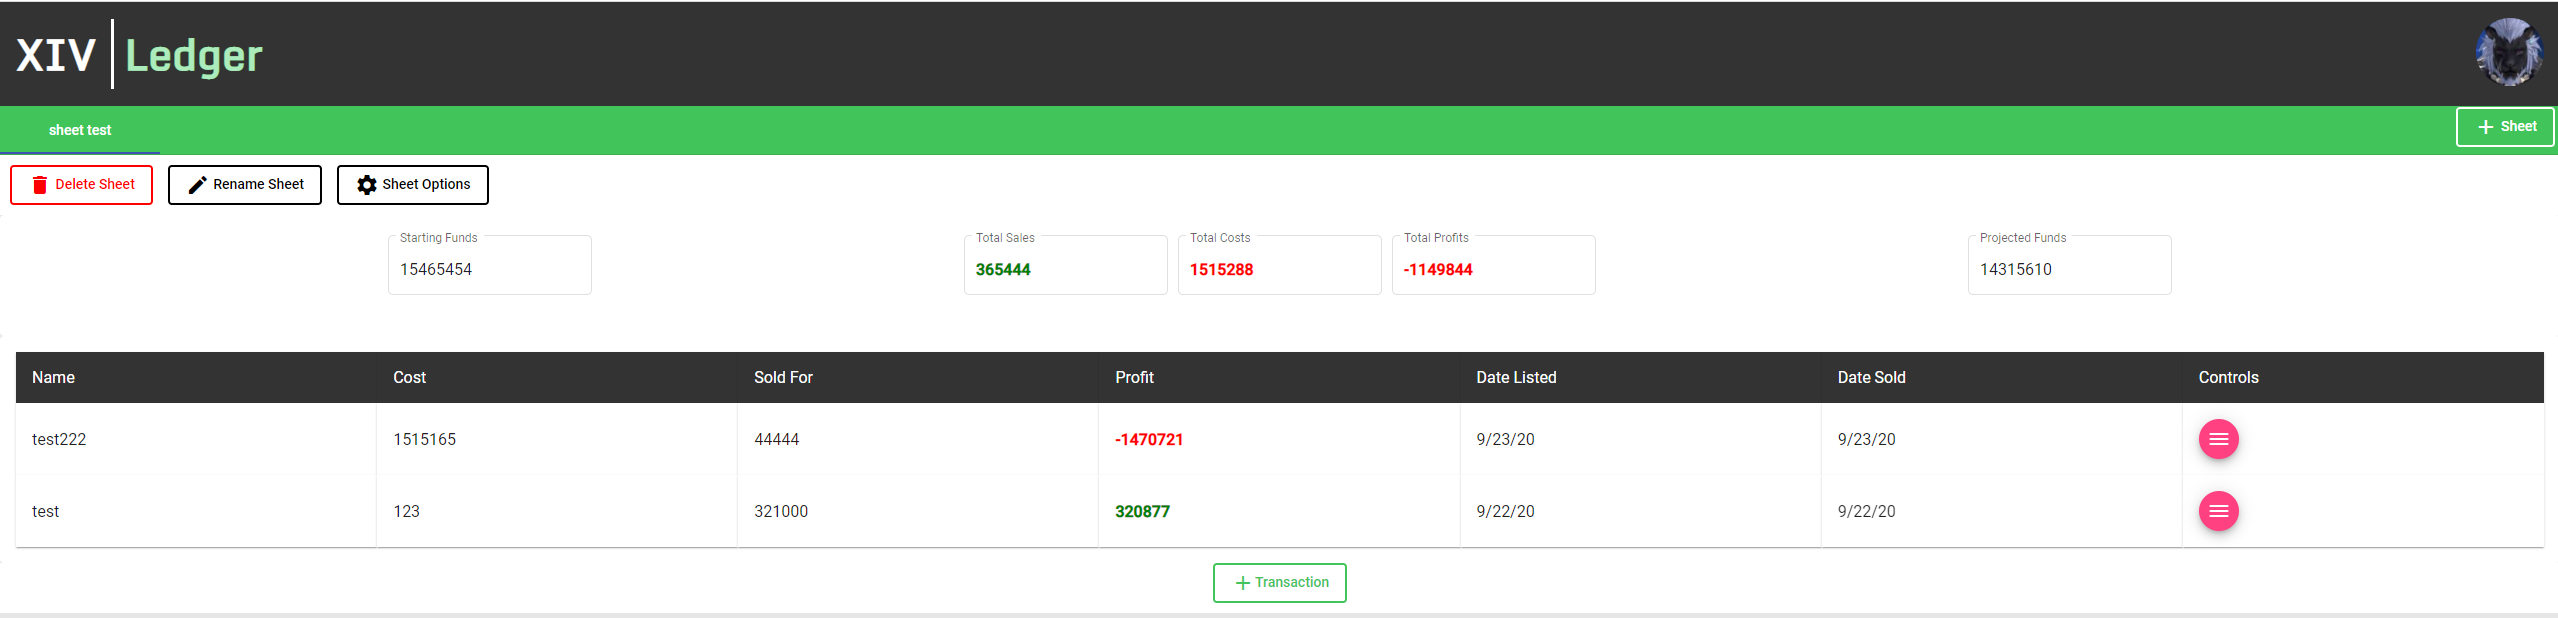 XIV Ledger
sheet test
Sheet
Delete Sheet Rename Sheet Sheet Options
Starting Funds Total Sales Total Costs Total Profits Projected Funds
15465454 365444 1515288 -1149844 14315610
Name Cost Sold For Profit Date Listed Date Sold Controls
test222 1515165 44444 -1470721 9/23/20 9/23/20
test 123 321000 320877 9/22/20 9/22/20
Transaction